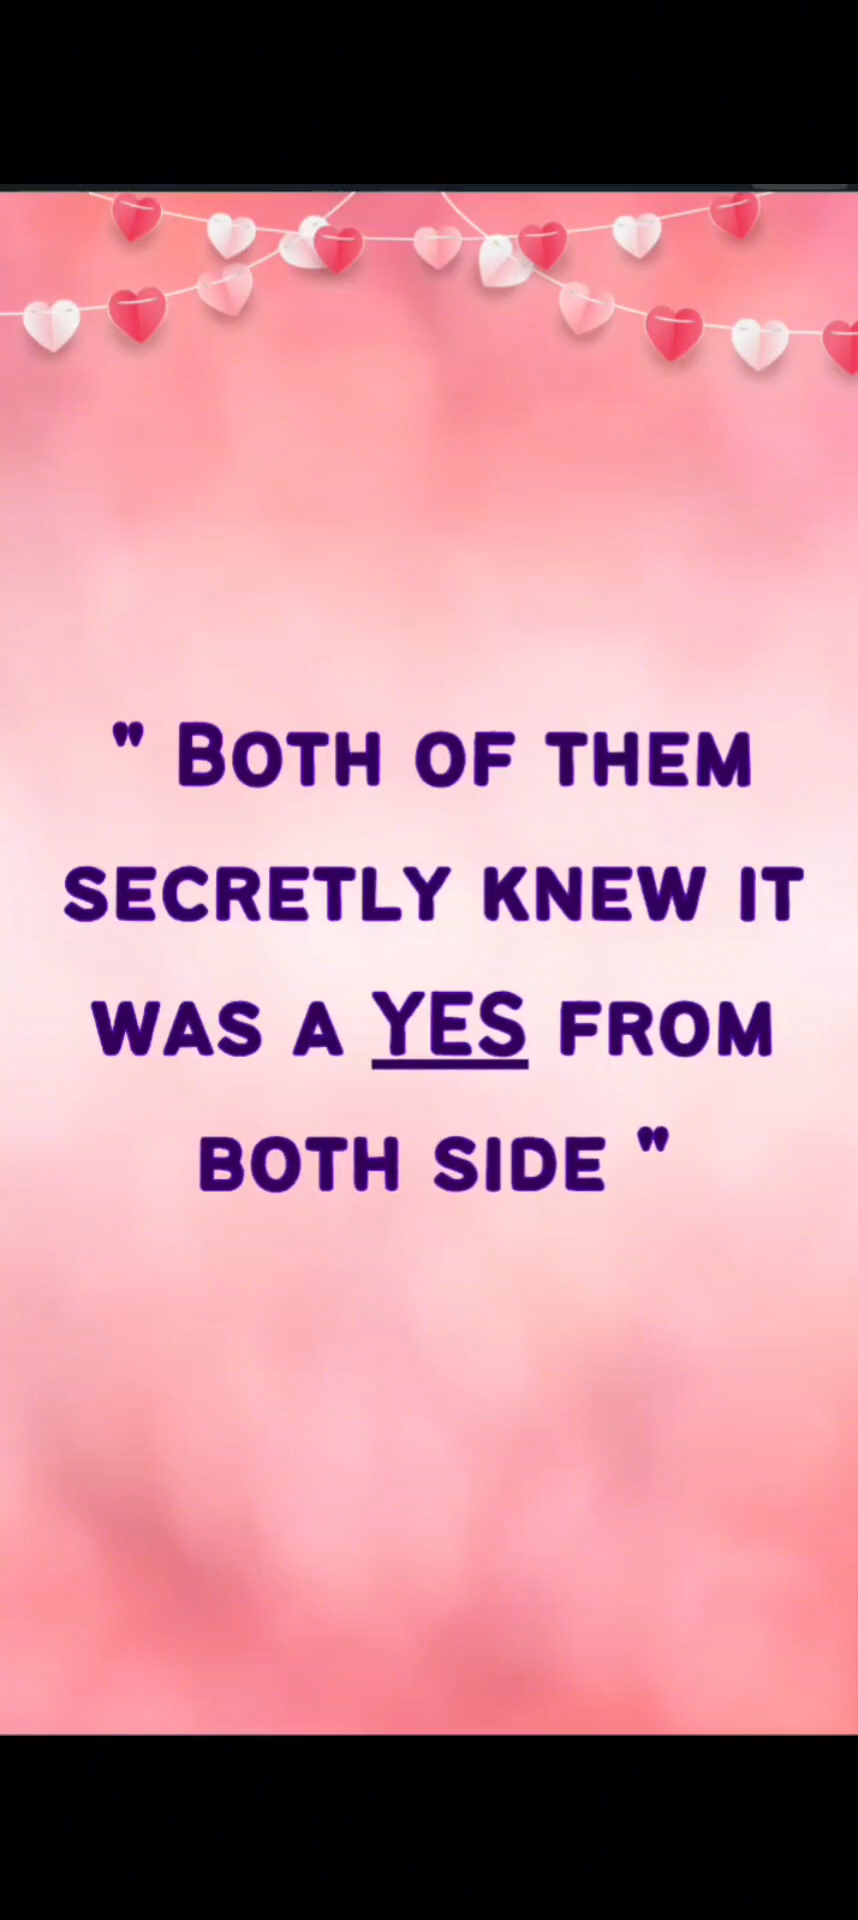 " Both of them
secretly knew it
was a YES from
both side "